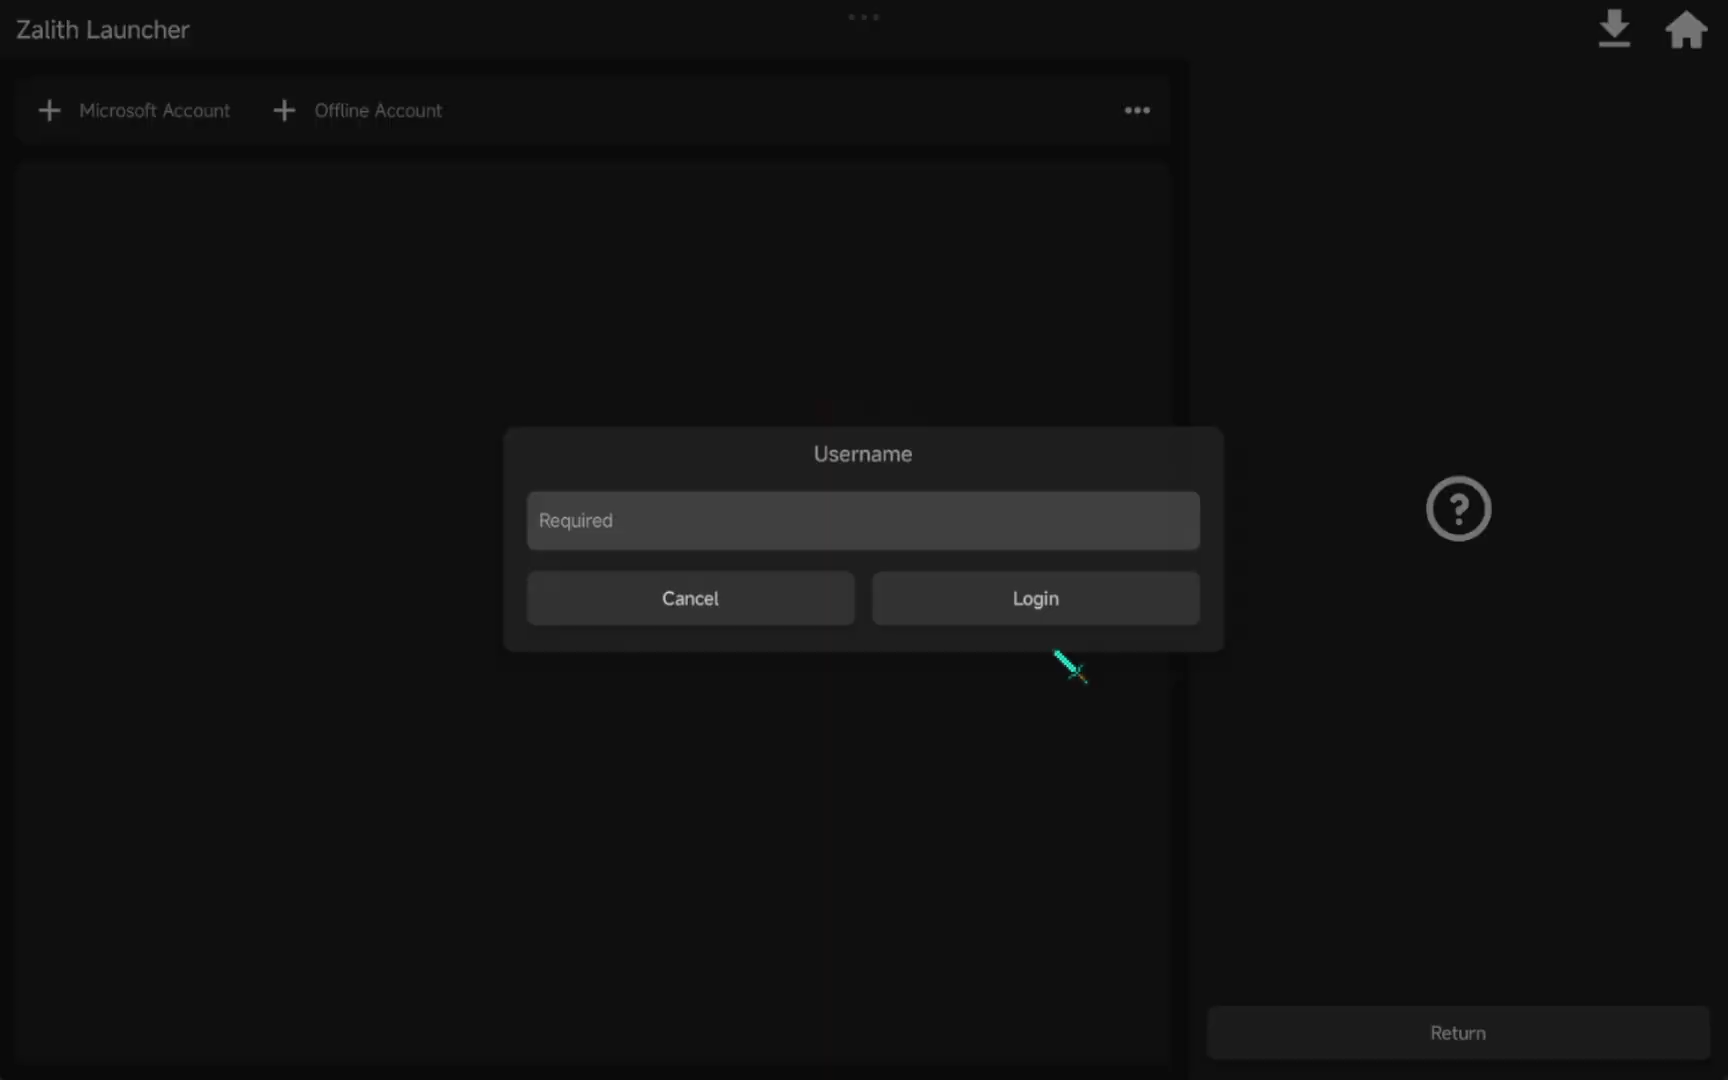 Zalith Launcher
Microsoft Account
Offline Account
Username
Required
Cancel
Login
Return